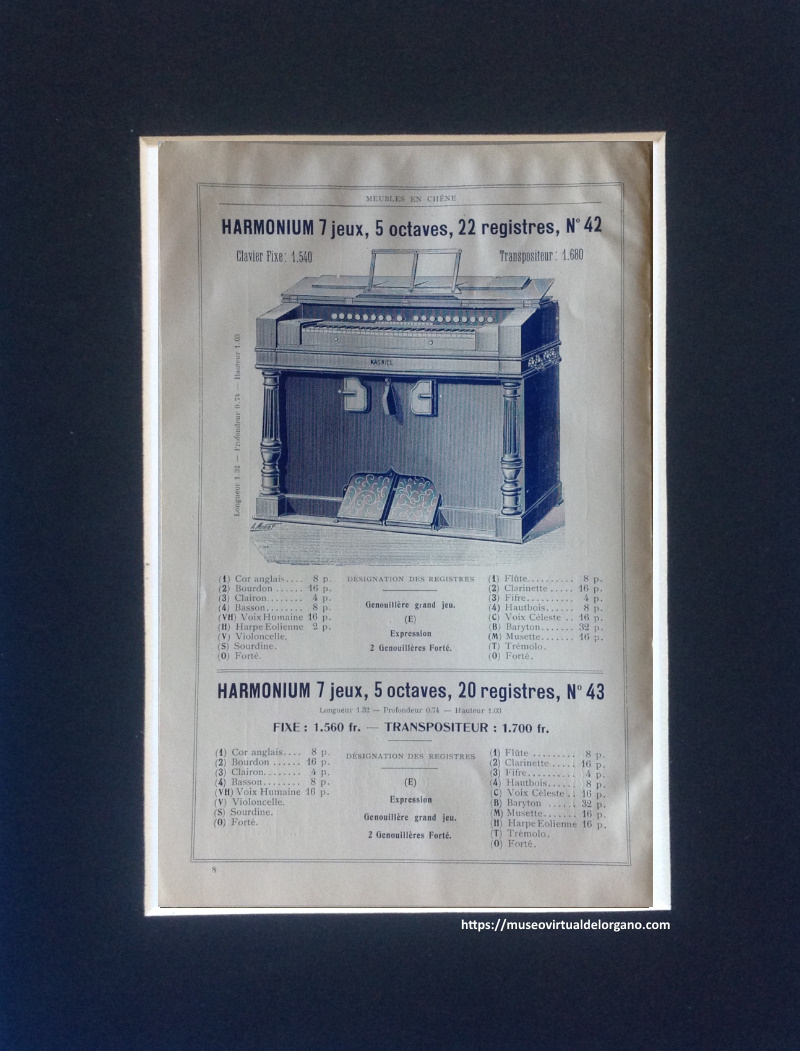 MEUBLES EN CHÊNE
HARMONIUM 7 jeux, 5 octaves, 22 registres, N° 42
Clavier Fixe : 1.540
Transpositeur : 1.680
Longueur 1.32 — Profondeur 0.74 — Hauteur 1.03
KASRIEL
(1) Cor anglais.... 8 p.
(2) Bourdon ...... 16 p.
(3) Clairon........ 4 p.
(4) Basson........ 8 p.
(VH) Voix Humaine 16 p.
(H) Harpe Eolienne 2 p.
(V) Violoncelle.
(S) Sourdine.
(O) Forté.
DÉSIGNATION DES REGISTRES
Genouillère grand jeu.
(E)
Expression
2 Genouillères Forté.
(1) Flûte.......... 8 p.
(2) Clarinette ..... 16 p.
(3) Fifre.......... 4 p.
(4) Hautbois....... 8 p.
(C) Voix Céleste .. 16 p.
(B) Baryton....... 32 p.
(M) Musette....... 16 p.
(T) Trémolo.
(O) Forté.
HARMONIUM 7 jeux, 5 octaves, 20 registres, N° 43
Longueur 1.32 — Profondeur 0.74 — Hauteur 1.03
FIXE : 1.560 fr. — TRANSPOSITEUR : 1.700 fr.
(1) Cor anglais.... 8 p.
(2) Bourdon ...... 16 p.
(3) Clairon........ 4 p.
(4) Basson........ 8 p.
(VH) Voix Humaine 16 p.
(V) Violoncelle.
(S) Sourdine.
(O) Forté.
DÉSIGNATION DES REGISTRES
(E)
Expression
Genouillère grand jeu.
2 Genouillères Forté.
(1) Flûte ......... 8 p.
(2) Clarinette...... 16 p.
(3) Fifre.......... 4 p.
(4) Hautbois....... 8 p.
(C) Voix Céleste .. 16 p.
(B) Baryton ...... 32 p.
(M) Musette....... 16 p.
(H) Harpe Eolienne 16 p.
(T) Trémolo.
(O) Forté.
8
https://museovirtualdelorgano.com